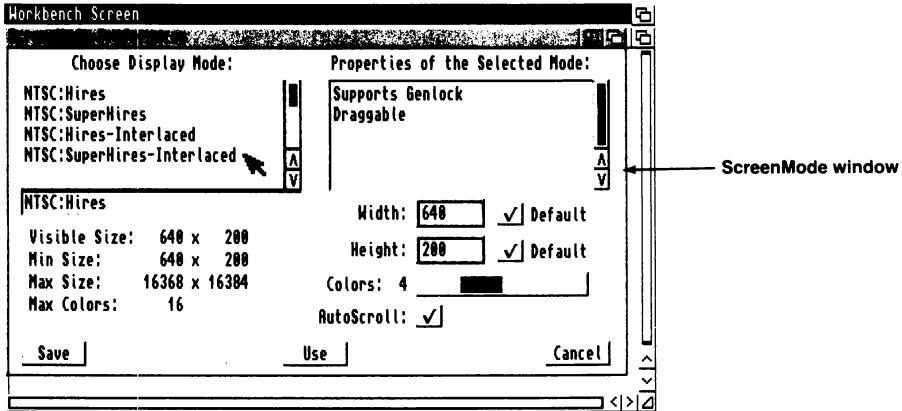 Workbench Screen
Choose Display Mode:
NTSC:Hires
NTSC:SuperHires
NTSC:Hires-Interlaced
NTSC:SuperHires-Interlaced
NTSC:Hires
Visible Size: 640 x 200
Min Size: 640 x 200
Max Size: 16368 x 16384
Max Colors: 16
Properties of the Selected Mode:
Supports Genlock
Draggable
Width: 640 ✓ Default
Height: 200 ✓ Default
Colors: 4
AutoScroll: ✓
Save
Use
Cancel
ScreenMode window